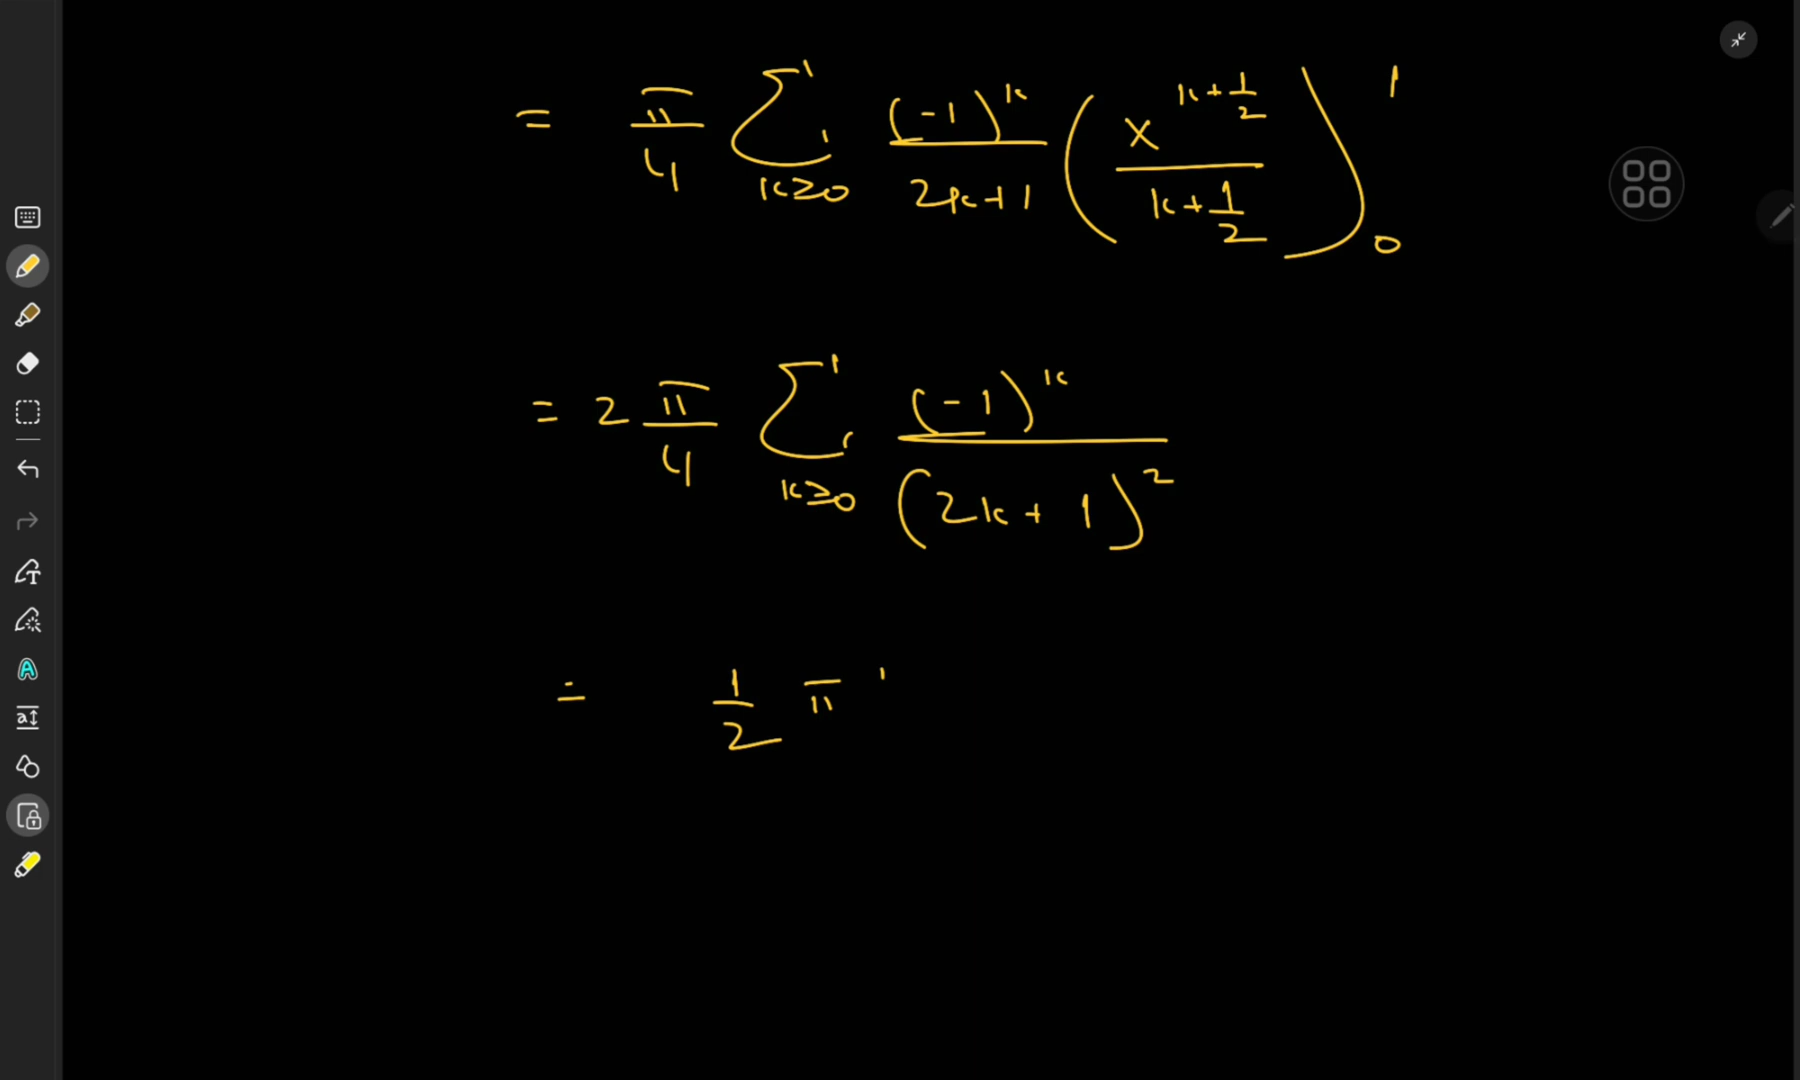 = π/4 ∑_{k≥0} (-1)^k/(2k+1) (x^{k+1/2}/(k+1/2))_0^1
= 2 π/4 ∑_{k≥0} (-1)^k/(2k+1)^2
= 1/2 π